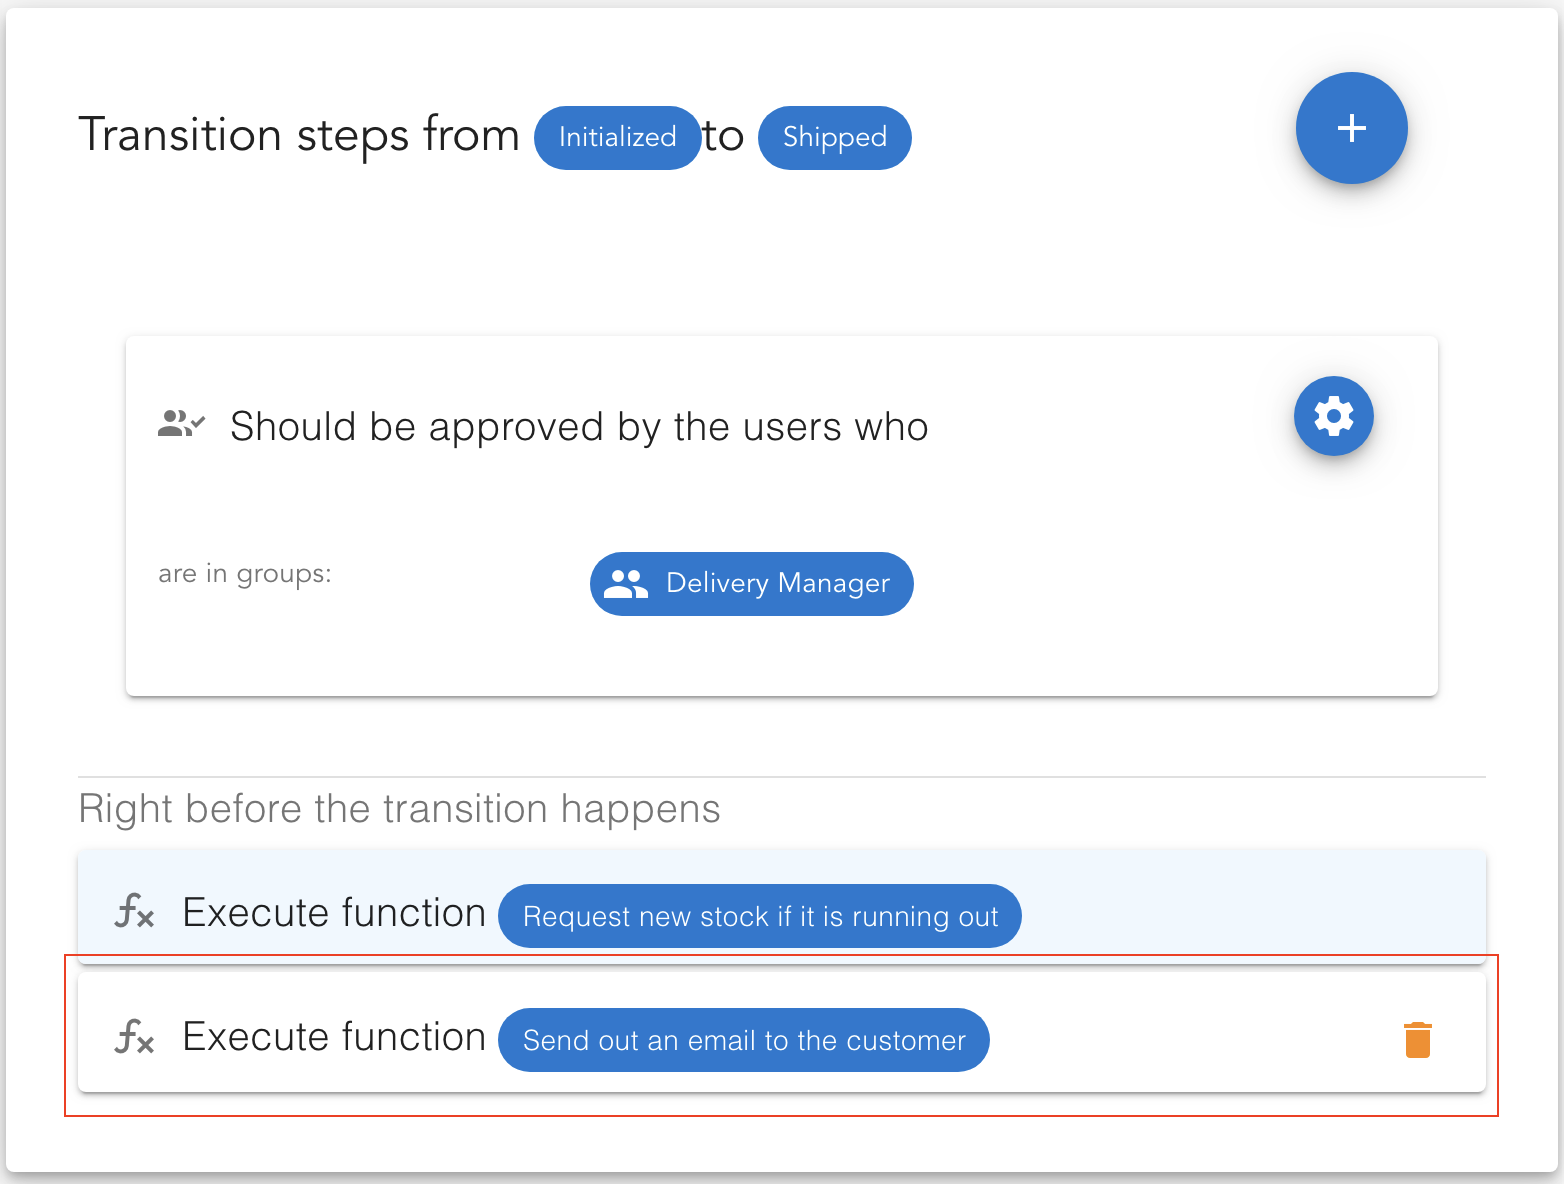 Transition steps from Initialized to Shipped
Should be approved by the users who
are in groups: Delivery Manager
Right before the transition happens
Execute function Request new stock if it is running out
Execute function Send out an email to the customer